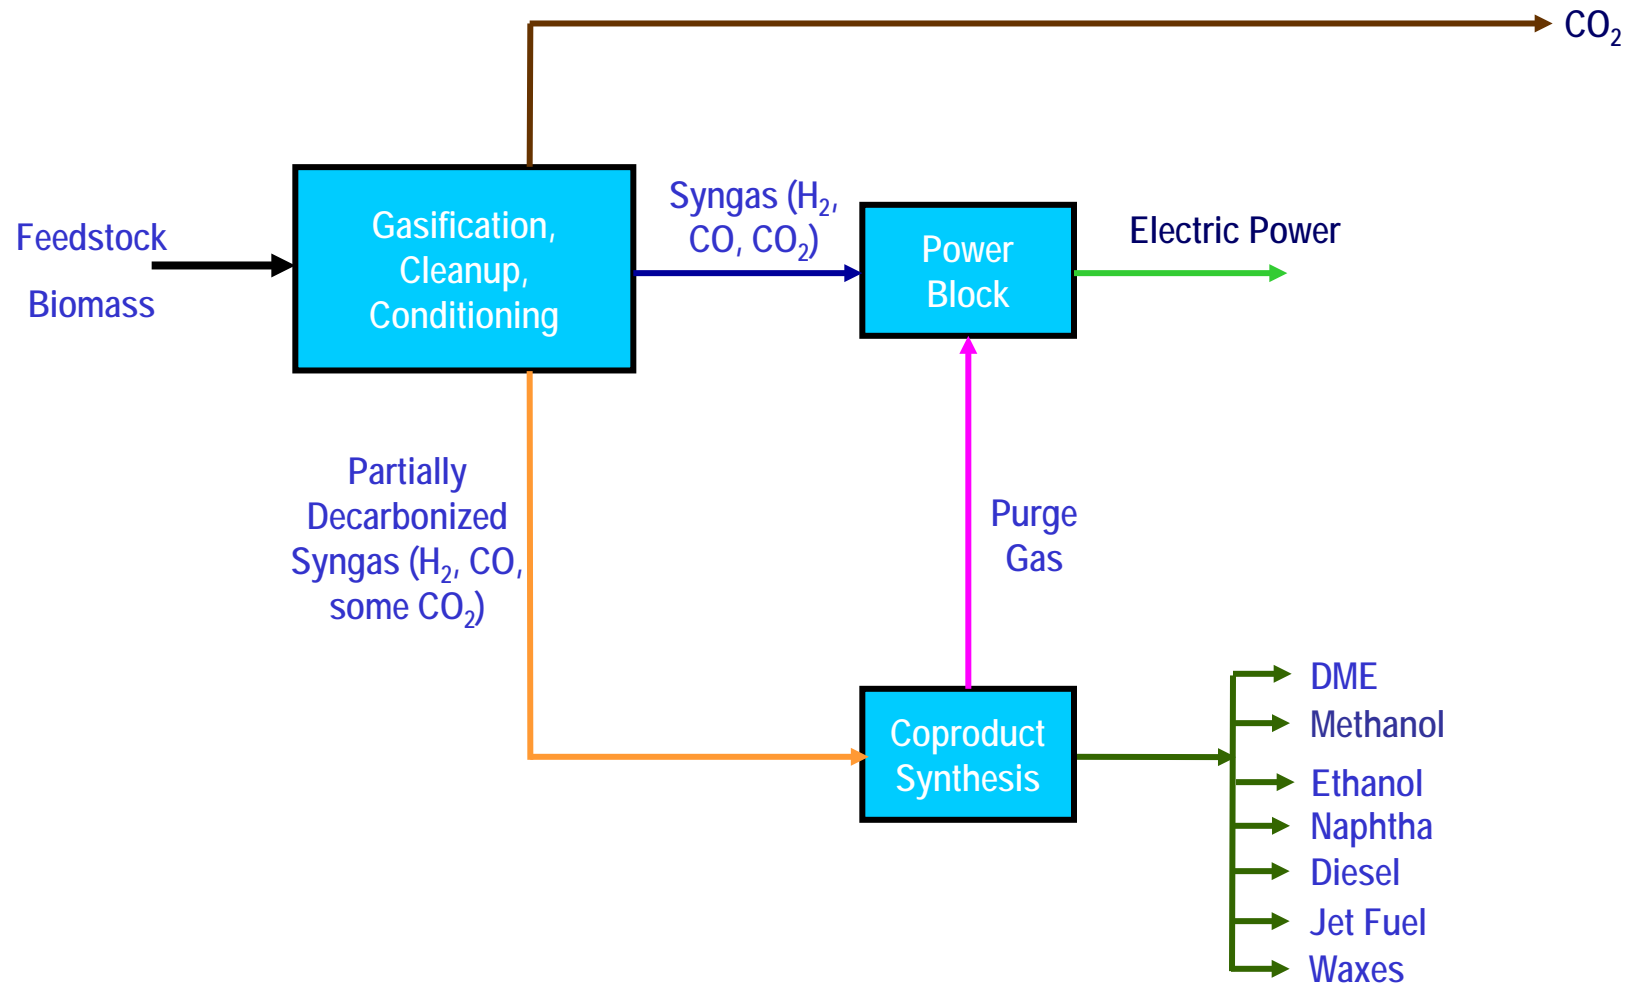 CO₂
Feedstock
Biomass
Gasification,
Cleanup,
Conditioning
Syngas (H₂,
CO, CO₂)
Power
Block
Electric Power
Partially
Decarbonized
Syngas (H₂, CO,
some CO₂)
Purge
Gas
Coproduct
Synthesis
DME
Methanol
Ethanol
Naphtha
Diesel
Jet Fuel
Waxes